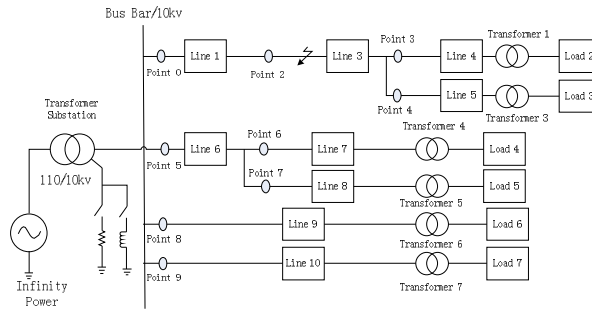 Bus Bar/10kv
Point 3
Transformer 1
Line 1
Line 3
Line 4
Load 2
Point 0
Point 2
Line 5
Load 3
Point 4
Transformer 3
Transformer
Substation
Transformer 4
Point 6
Line 6
Line 7
Load 4
Point 5
Point 7
110/10kv
Line 8
Load 5
Transformer 5
Line 9
Load 6
Point 8
Transformer 6
Line 10
Load 7
Point 9
Transformer 7
Infinity
Power